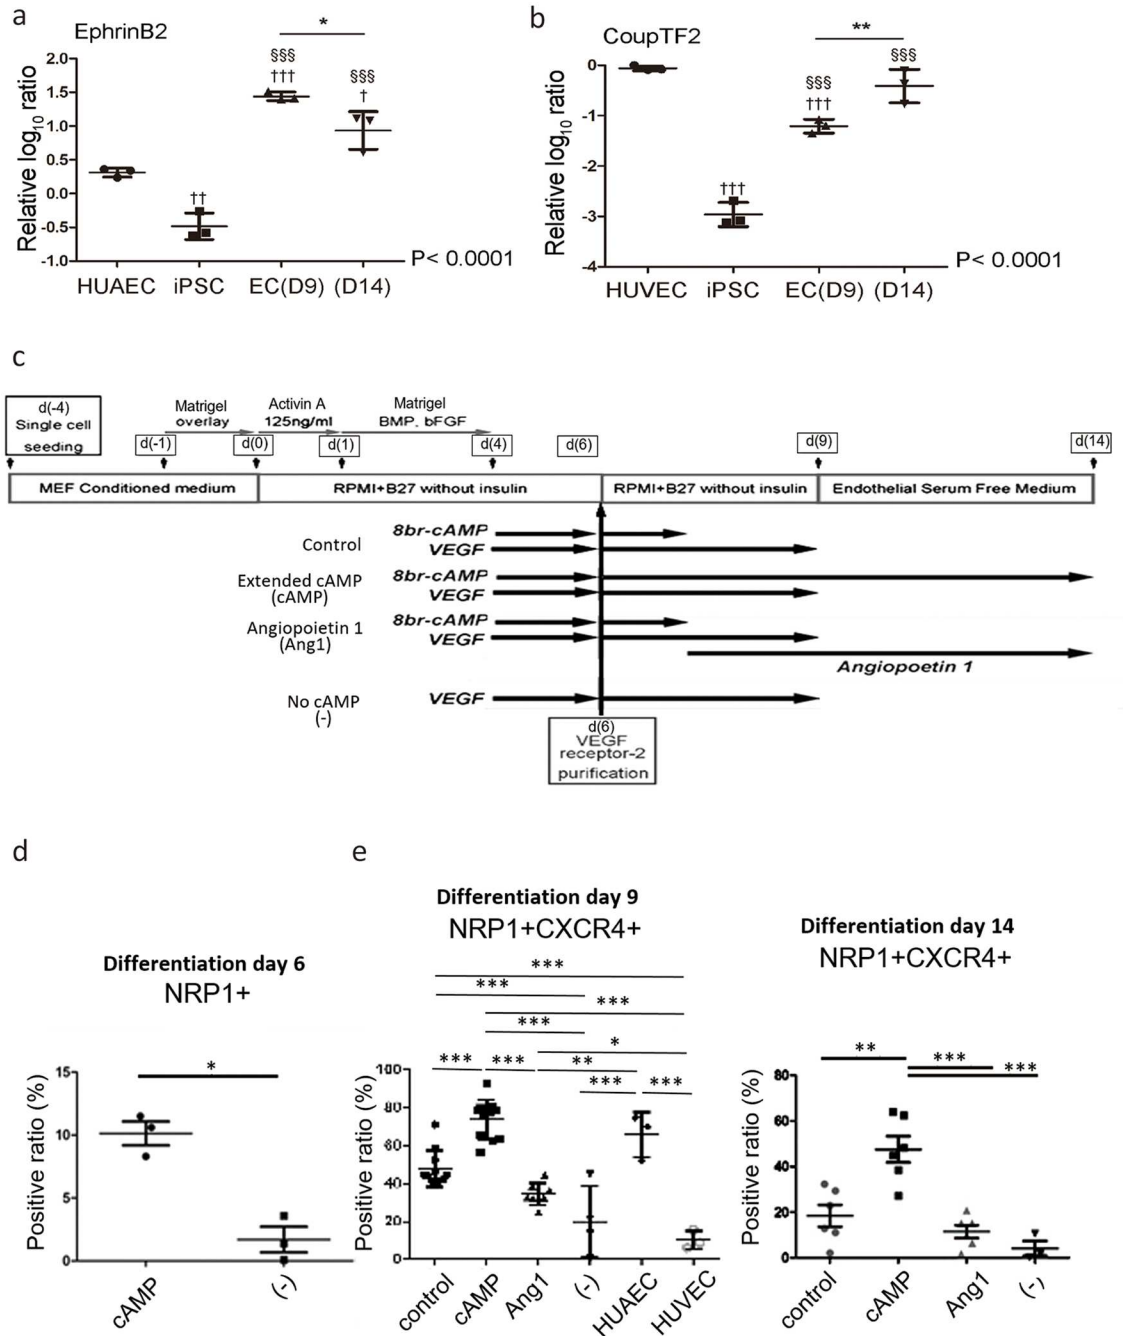 a
EphrinB2
*
§§§
†††
§§§
†
††
2.0
1.5
1.0
0.5
0.0
-0.5
-1.0
Relative log10 ratio
HUAEC iPSC EC(D9) (D14)
P< 0.0001
b
CoupTF2
**
§§§
§§§
†††
†††
0
-1
-2
-3
-4
Relative log10 ratio
HUVEC iPSC EC(D9) (D14)
P< 0.0001
c
d(-4)
Single cell
seeding
Matrigel
overlay
Activin A
125ng/ml
Matrigel
BMP, bFGF
d(-1) d(0) d(1) d(4) d(6) d(9) d(14)
MEF Conditioned medium RPMI+B27 without insulin RPMI+B27 without insulin Endothelial Serum Free Medium
Control
8br-cAMP
VEGF
Extended cAMP
(cAMP)
8br-cAMP
VEGF
Angiopoietin 1
(Ang1)
8br-cAMP
VEGF
Angiopoetin 1
No cAMP
(-)
VEGF
d(6)
VEGF
receptor-2
purification
d
Differentiation day 6
NRP1+
*
15
10
5
0
Positive ratio (%)
cAMP (-)
e
Differentiation day 9
NRP1+CXCR4+
***
***
***
***
*
*** *** **
*** ***
100
80
60
40
20
0
Positive ratio (%)
control cAMP Ang1 (-) HUAEC HUVEC
Differentiation day 14
NRP1+CXCR4+
** *** ***
80
60
40
20
0
Positive ratio (%)
control cAMP Ang1 (-)